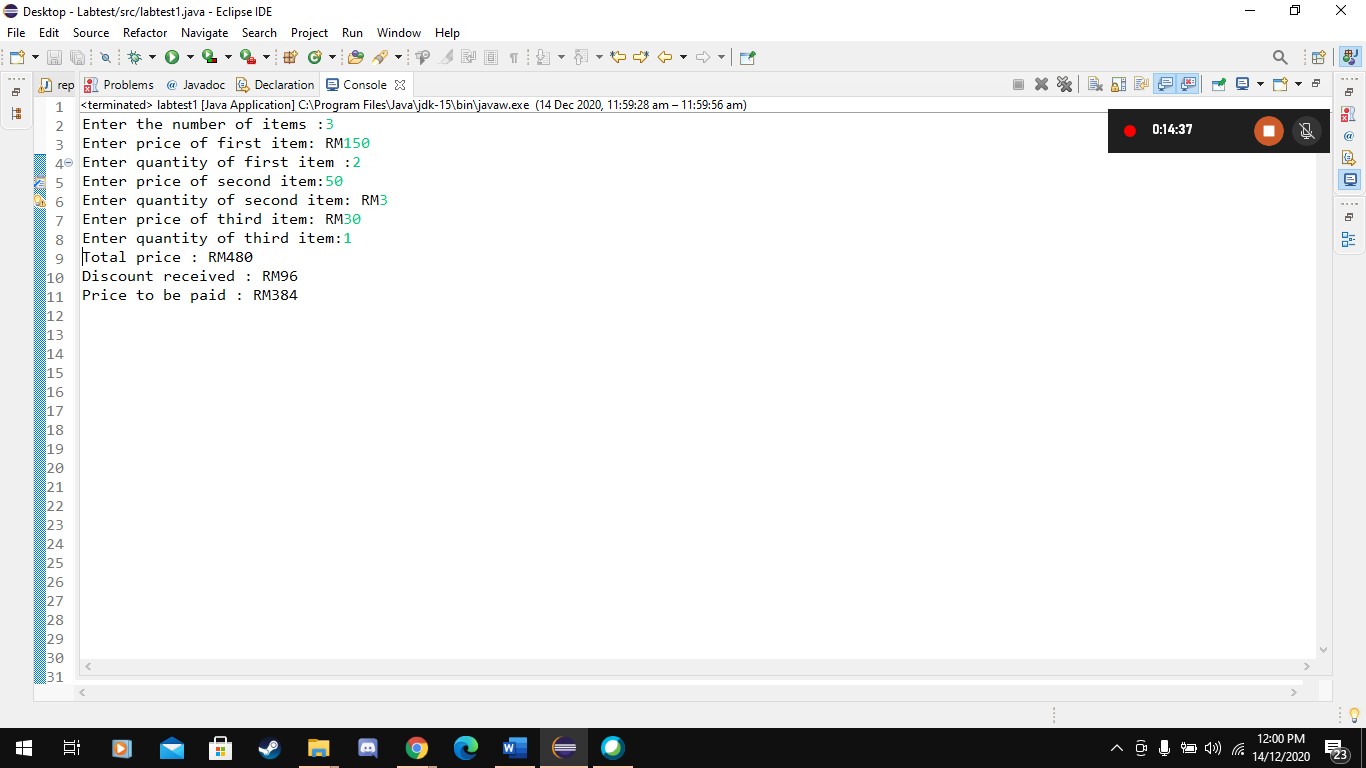 Desktop - Labtest/src/labtest1.java - Eclipse IDE
File Edit Source Refactor Navigate Search Project Run Window Help
rep Problems @ Javadoc Declaration Console
<terminated> labtest1 [Java Application] C:\Program Files\Java\jdk-15\bin\javaw.exe (14 Dec 2020, 11:59:28 am – 11:59:56 am)
0:14:37
1
2 Enter the number of items :3
3 Enter price of first item: RM150
4 Enter quantity of first item :2
5 Enter price of second item:50
6 Enter quantity of second item: RM3
7 Enter price of third item: RM30
8 Enter quantity of third item:1
9 Total price : RM480
10 Discount received : RM96
11 Price to be paid : RM384
12
13
14
15
16
17
18
19
20
21
22
23
24
25
26
27
28
29
30
31
12:00 PM
14/12/2020
23